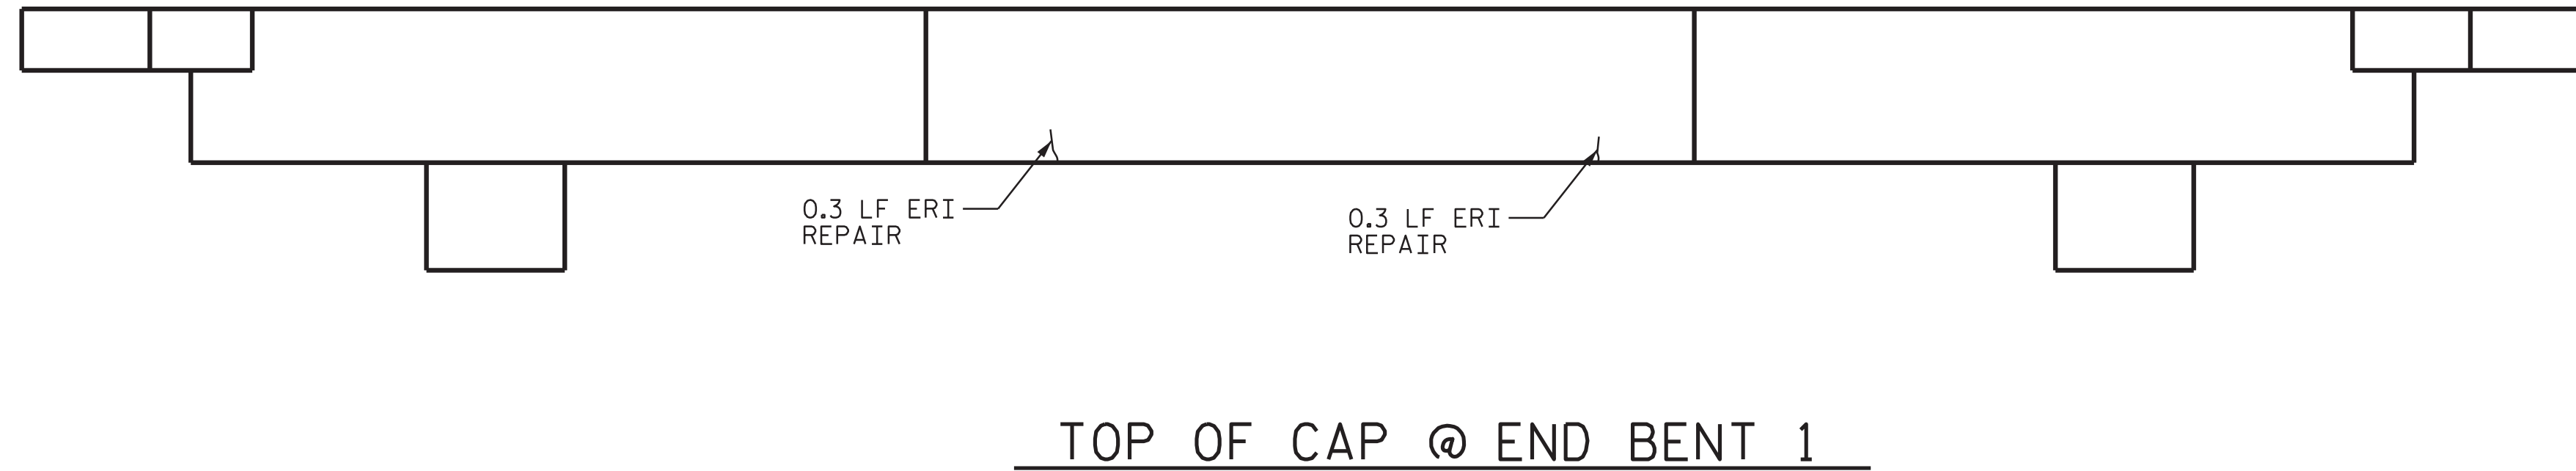 0.3 LF ERI
REPAIR
0.3 LF ERI
REPAIR
TOP OF CAP @ END BENT 1